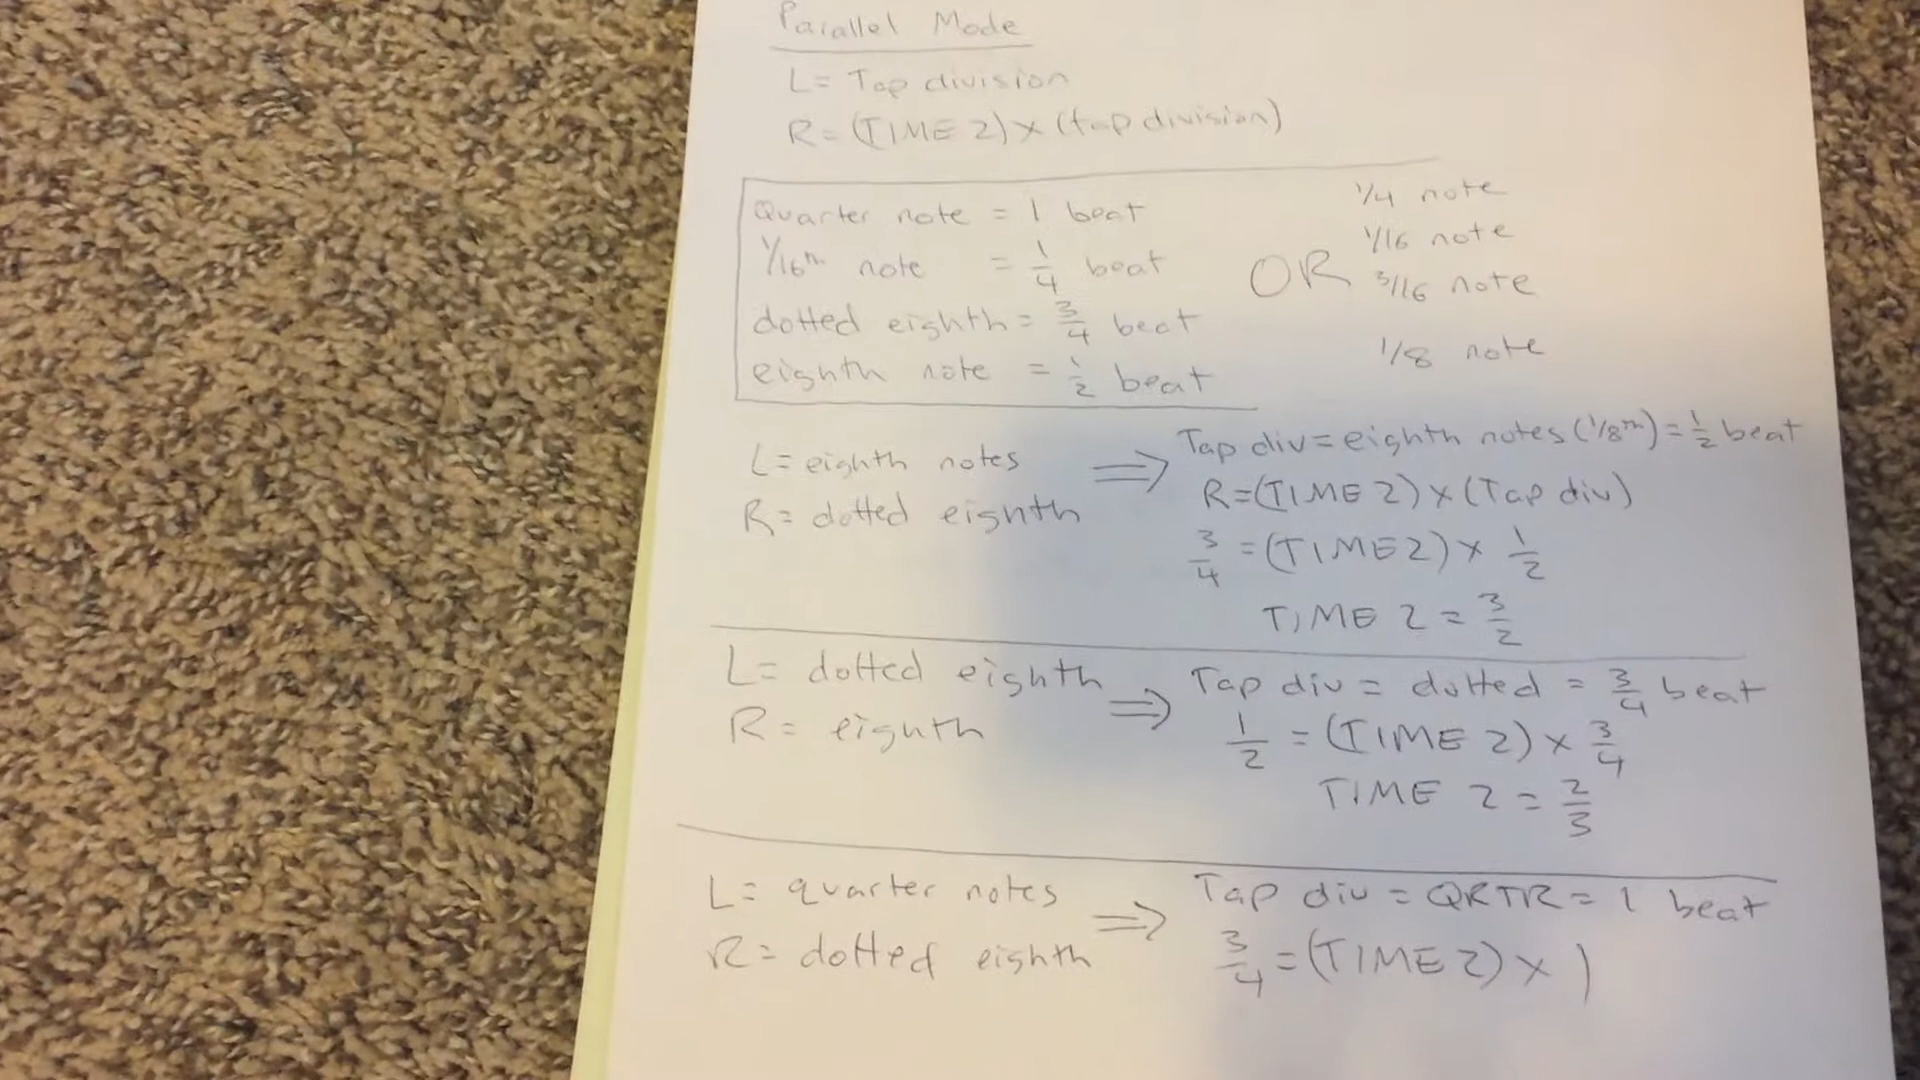 Parallel Mode
L = Tap division
R = (TIME 2) x (tap division)
Quarter note = 1 beat
1/16th note = 1/4 beat
dotted eighth = 3/4 beat
eighth note = 1/2 beat
OR
1/4 note
1/16 note
3/16 note
1/8 note
L = eighth notes
R = dotted eighth
⇒
Tap div = eighth notes (1/8th) = 1/2 beat
R = (TIME 2) x (Tap div)
3/4 = (TIME 2) x 1/2
TIME 2 = 3/2
L = dotted eighth
R = eighth
⇒
Tap div = dotted = 3/4 beat
1/2 = (TIME 2) x 3/4
TIME 2 = 2/3
L = quarter notes
R = dotted eighth
⇒
Tap div = QRTR = 1 beat
3/4 = (TIME 2) x 1